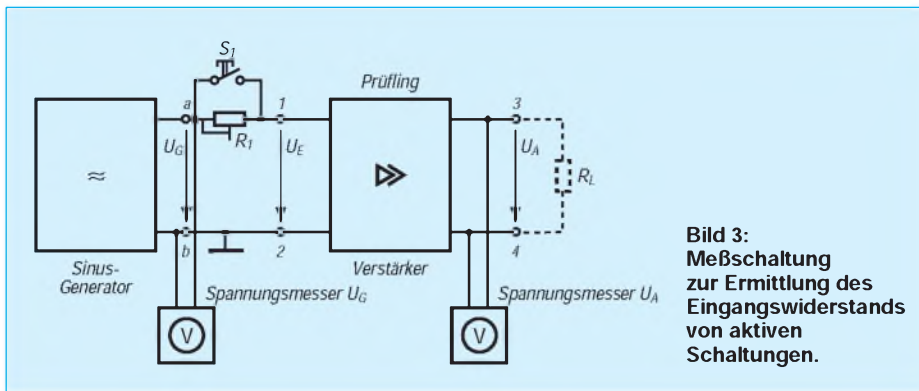 S1
Prüfling
a
1
3
UG
R1
UE
UA
RL
≈
b
2
4
Sinus-
Generator
Verstärker
Spannungsmesser UG
Spannungsmesser UA
V
V
Bild 3:
Meßschaltung
zur Ermittlung des
Eingangswiderstands
von aktiven
Schaltungen.